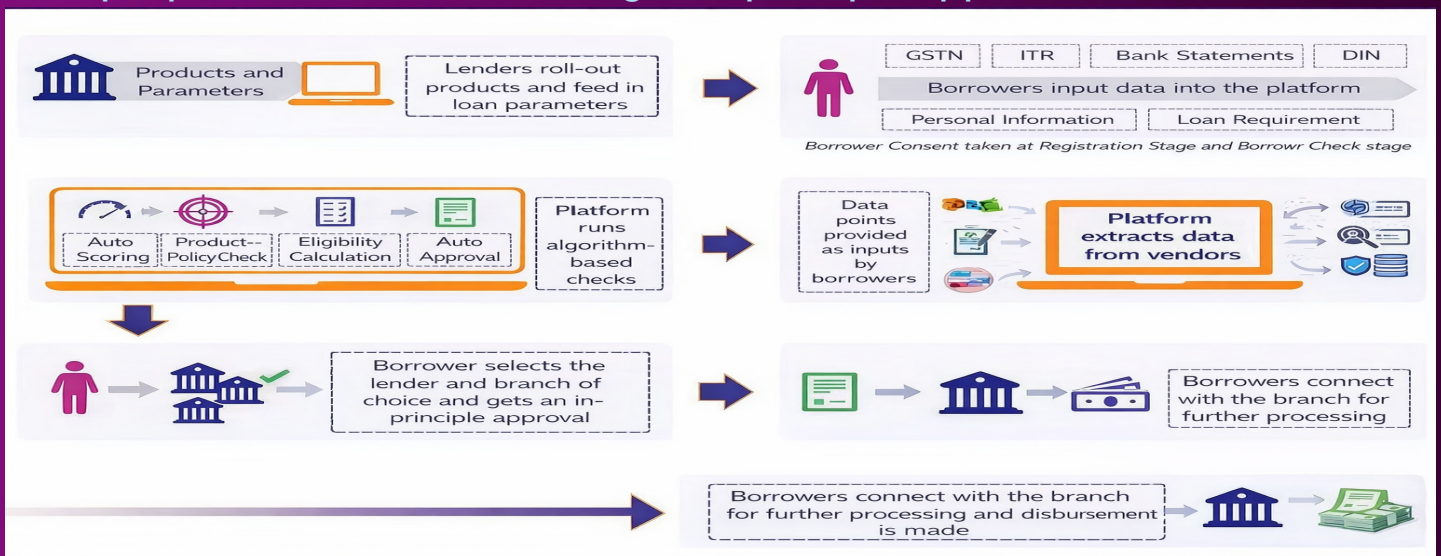 Products and
Parameters
Lenders roll-out
products and feed in
loan parameters
GSTN
ITR
Bank Statements
DIN
Borrowers input data into the platform
Personal Information
Loan Requirement
Borrower Consent taken at Registration Stage and Borrowr Check stage
Auto
Scoring
Product--
PolicyCheck
Eligibility
Calculation
Auto
Approval
Platform
runs
algorithm-
based
checks
Data
points
provided
as inputs
by
borrowers
Platform
extracts data
from vendors
Borrower selects the
lender and branch of
choice and gets an in-
principle approval
Borrowers connect
with the branch for
further processing
Borrowers connect with the branch
for further processing and disbursement
is made